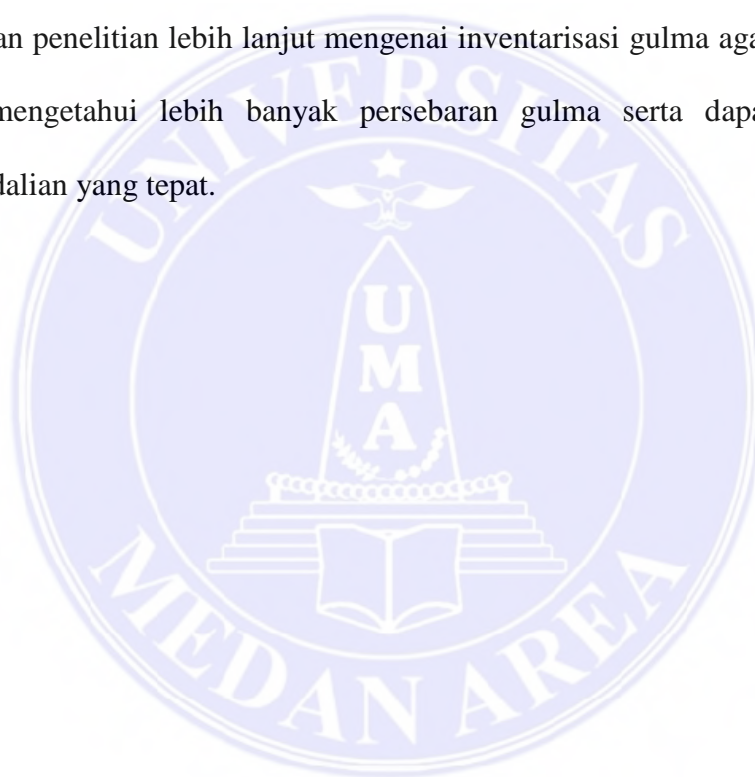 an penelitian lebih lanjut mengenai inventarisasi gulma aga
mengetahui lebih banyak persebaran gulma serta dapa
dalian yang tepat.
UNIVERSITAS
UMA
MEDAN AREA